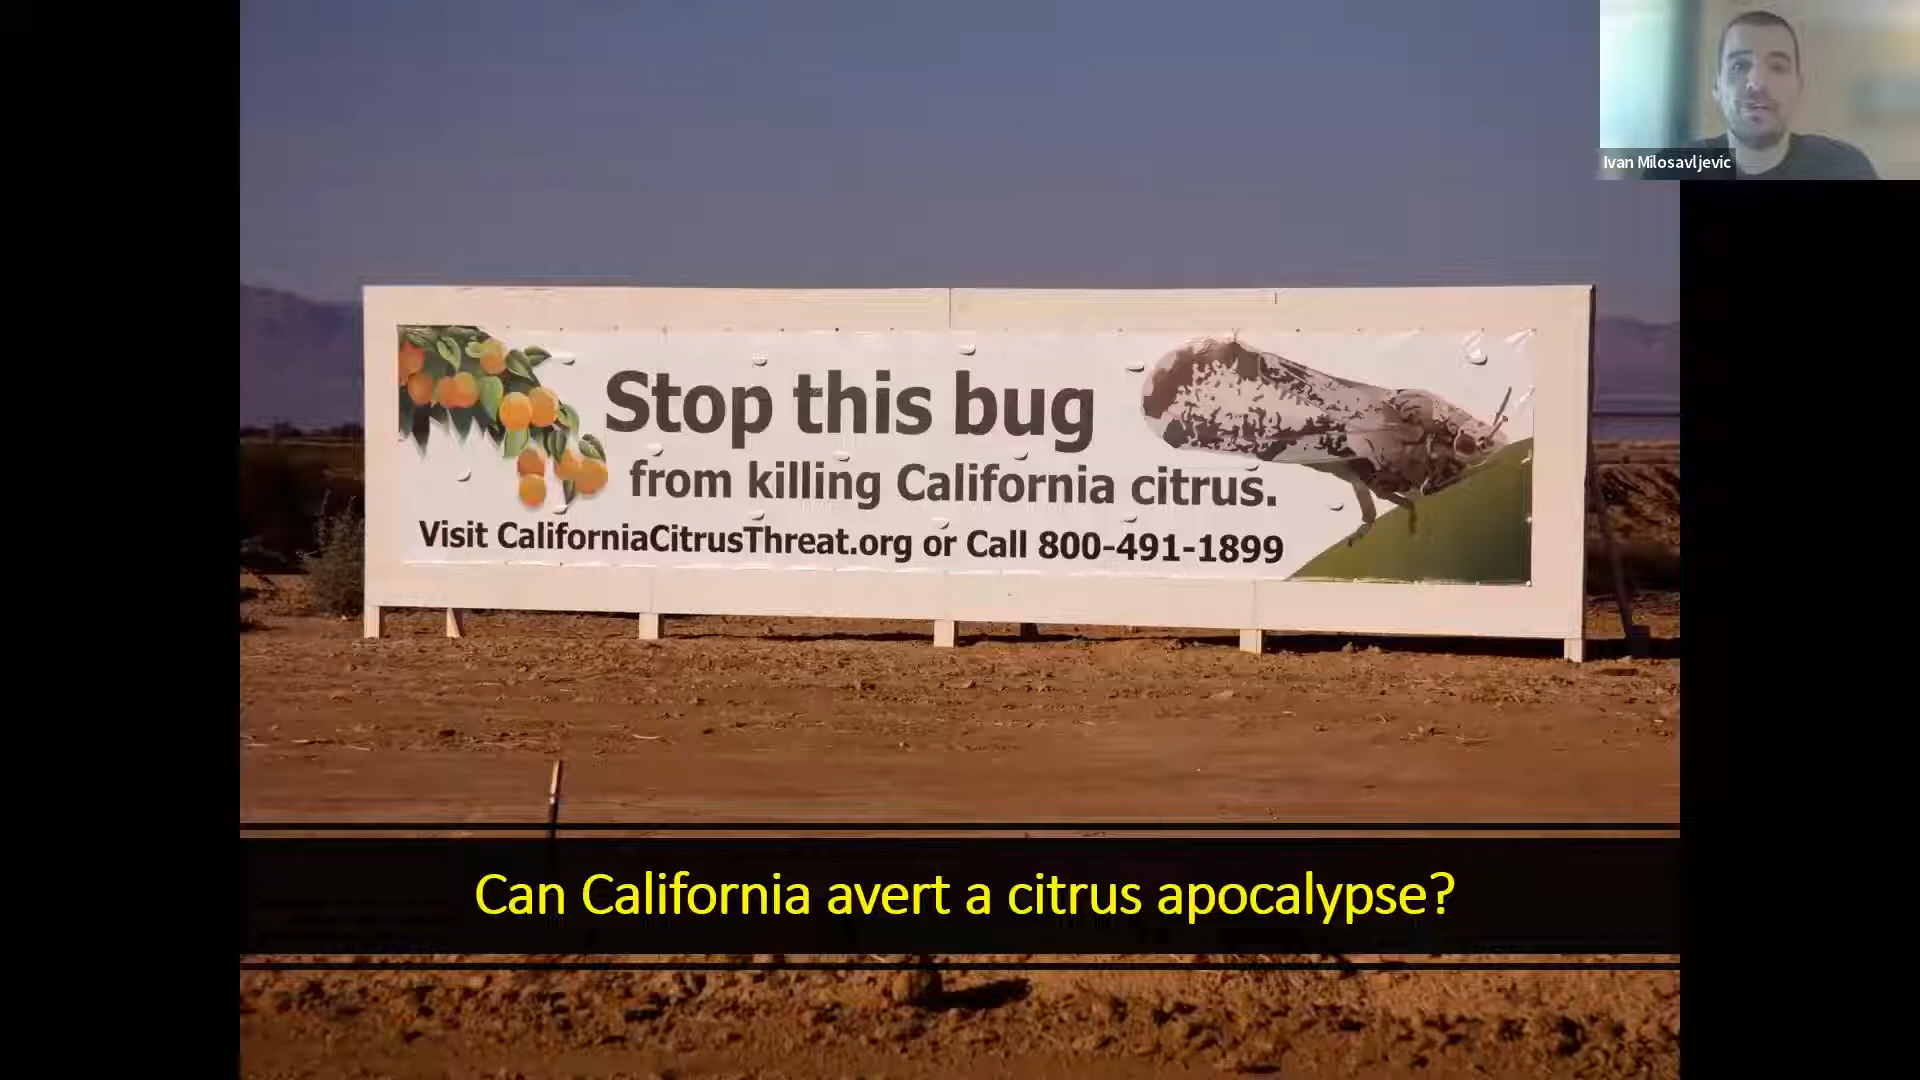 Ivan Milosavljevic
Stop this bug
from killing California citrus.
Visit CaliforniaCitrusThreat.org or Call 800-491-1899
Can California avert a citrus apocalypse?